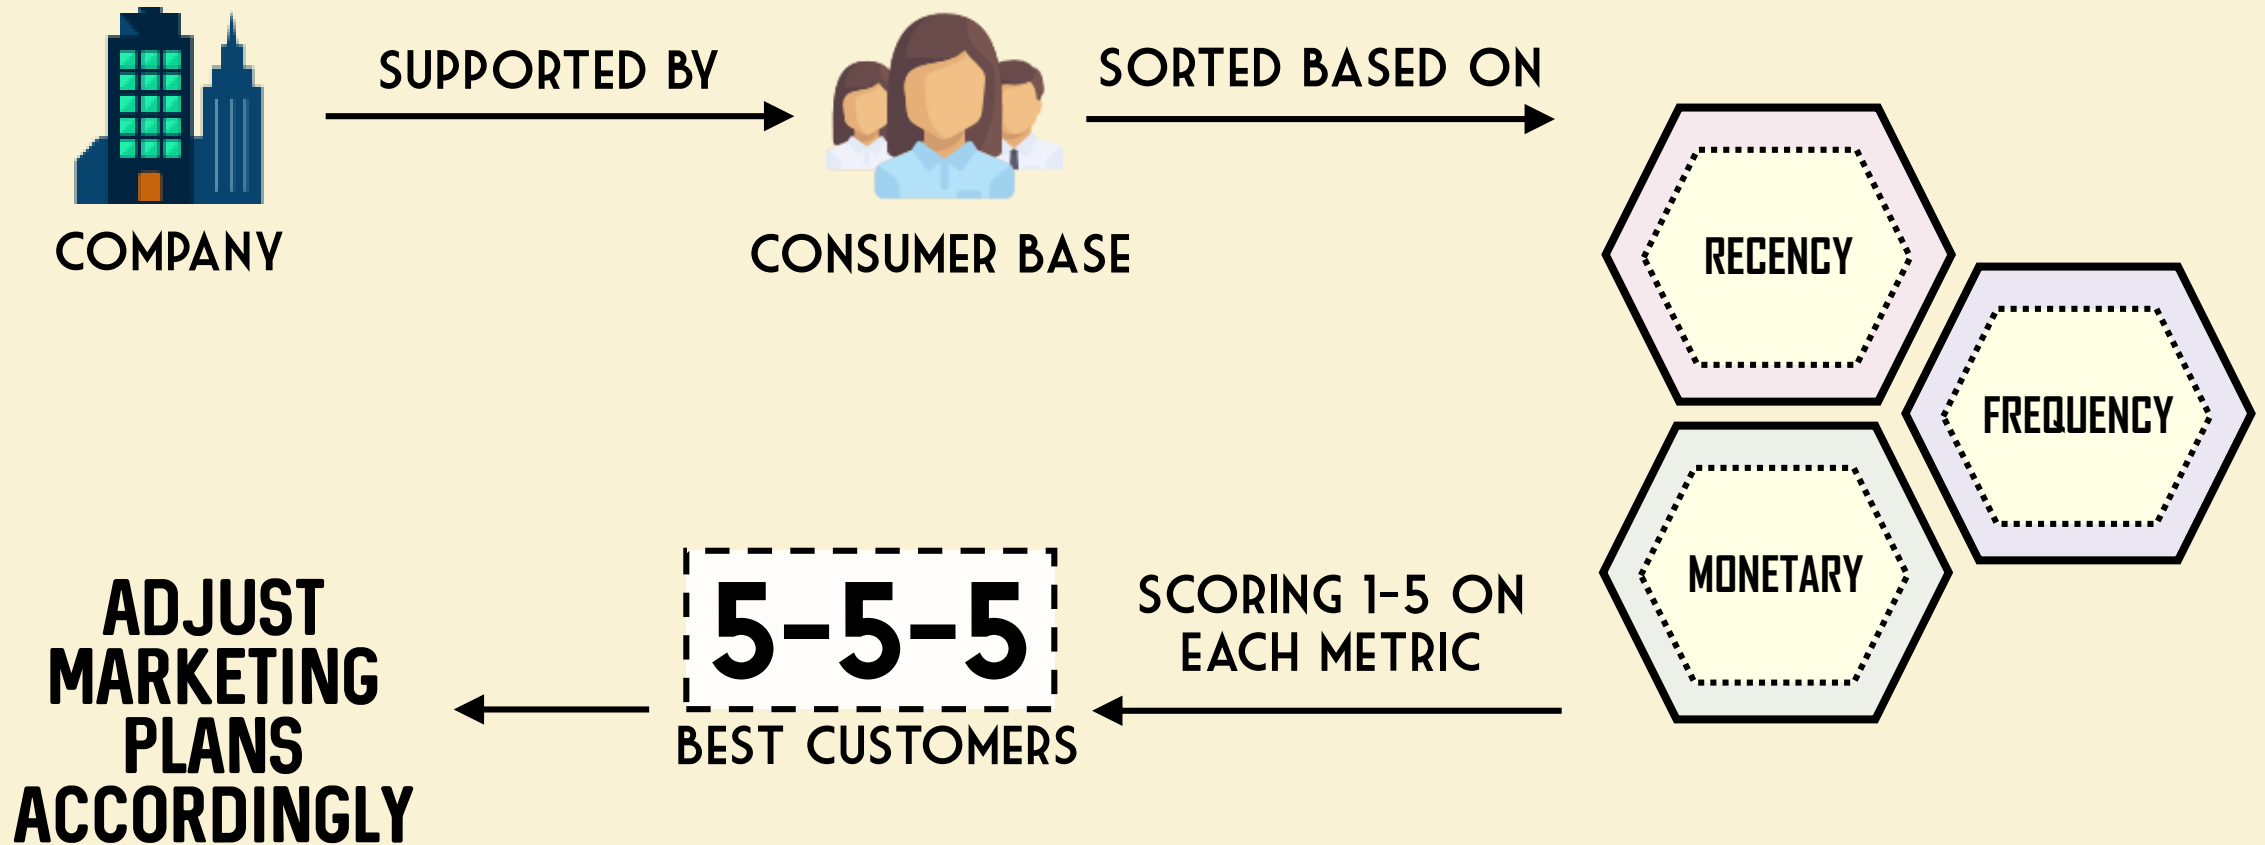 SUPPORTED BY
COMPANY
CONSUMER BASE
SORTED BASED ON
RECENCY
FREQUENCY
MONETARY
SCORING 1-5 ON
EACH METRIC
5-5-5
BEST CUSTOMERS
ADJUST
MARKETING
PLANS
ACCORDINGLY